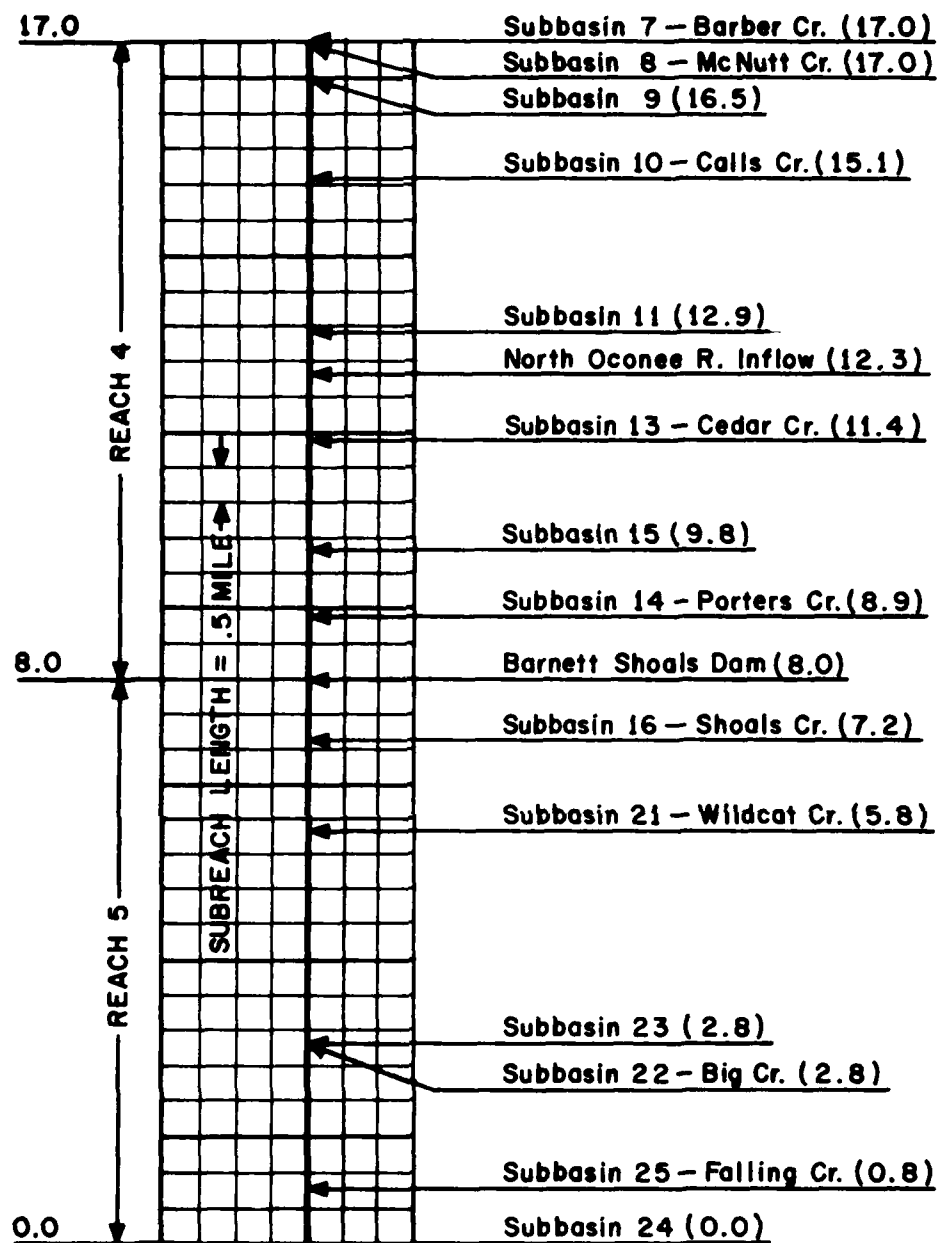 17.0
Subbasin 7 – Barber Cr. (17.0)
Subbasin 8 – McNutt Cr. (17.0)
Subbasin 9 (16.5)
Subbasin 10 – Calls Cr. (15.1)
Subbasin 11 (12.9)
North Oconee R. Inflow (12.3)
REACH 4
Subbasin 13 – Cedar Cr. (11.4)
Subbasin 15 (9.8)
Subbasin 14 – Porters Cr. (8.9)
8.0
Barnett Shoals Dam (8.0)
SUBREACH LENGTH = .5 MILE
Subbasin 16 – Shoals Cr. (7.2)
Subbasin 21 – Wildcat Cr. (5.8)
REACH 5
Subbasin 23 (2.8)
Subbasin 22 – Big Cr. (2.8)
Subbasin 25 – Falling Cr. (0.8)
0.0
Subbasin 24 (0.0)